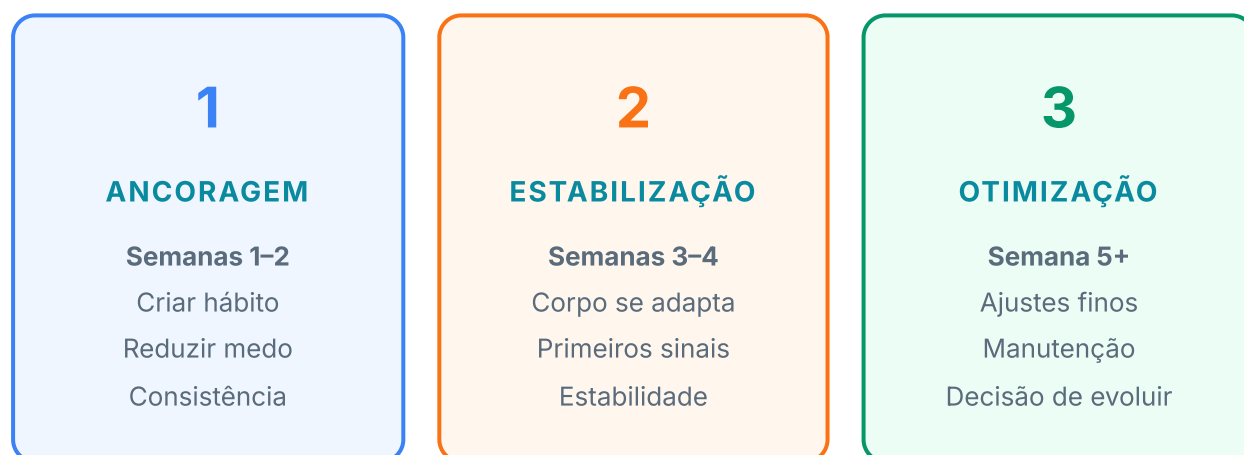 1
ANCORAGEM
Semanas 1–2
Criar hábito
Reduzir medo
Consistência
2
ESTABILIZAÇÃO
Semanas 3–4
Corpo se adapta
Primeiros sinais
Estabilidade
3
OTIMIZAÇÃO
Semana 5+
Ajustes finos
Manutenção
Decisão de evoluir